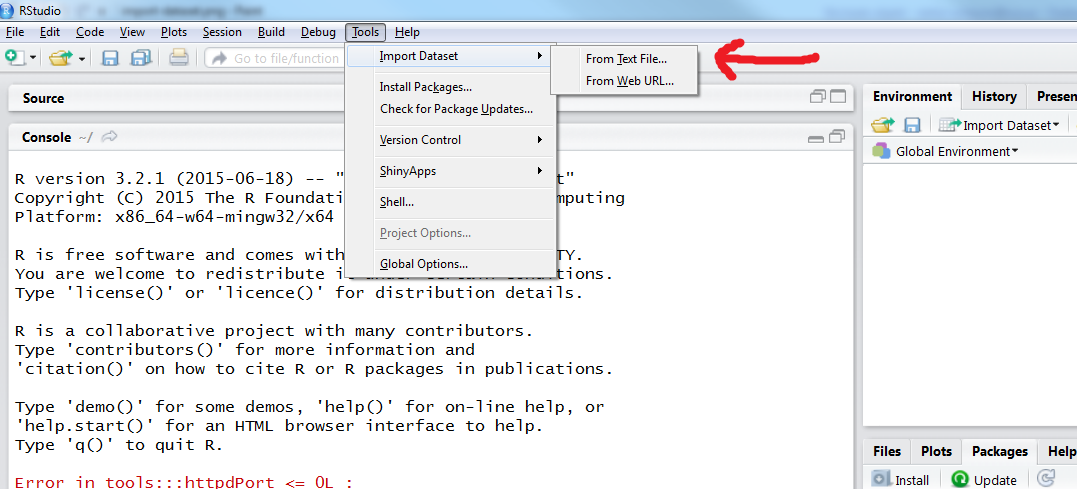 RStudio
File Edit Code View Plots Session Build Debug Tools Help
Go to file/function
Import Dataset
From Text File...
From Web URL...
Install Packages...
Check for Package Updates...
Version Control
ShinyApps
Shell...
Project Options...
Global Options...
Source
Console ~/
R version 3.2.1 (2015-06-18) -- "
Copyright (C) 2015 The R Foundati
Platform: x86_64-w64-mingw32/x64
R is free software and comes with TY.
You are welcome to redistribute i
Type 'license()' or 'licence()' for distribution details.
R is a collaborative project with many contributors.
Type 'contributors()' for more information and
'citation()' on how to cite R or R packages in publications.
Type 'demo()' for some demos, 'help()' for on-line help, or
'help.start()' for an HTML browser interface to help.
Type 'q()' to quit R.
Error in tools:::httpdPort <= 0L :
Environment History Presen
Import Dataset
Global Environment
Files Plots Packages Help
Install Update